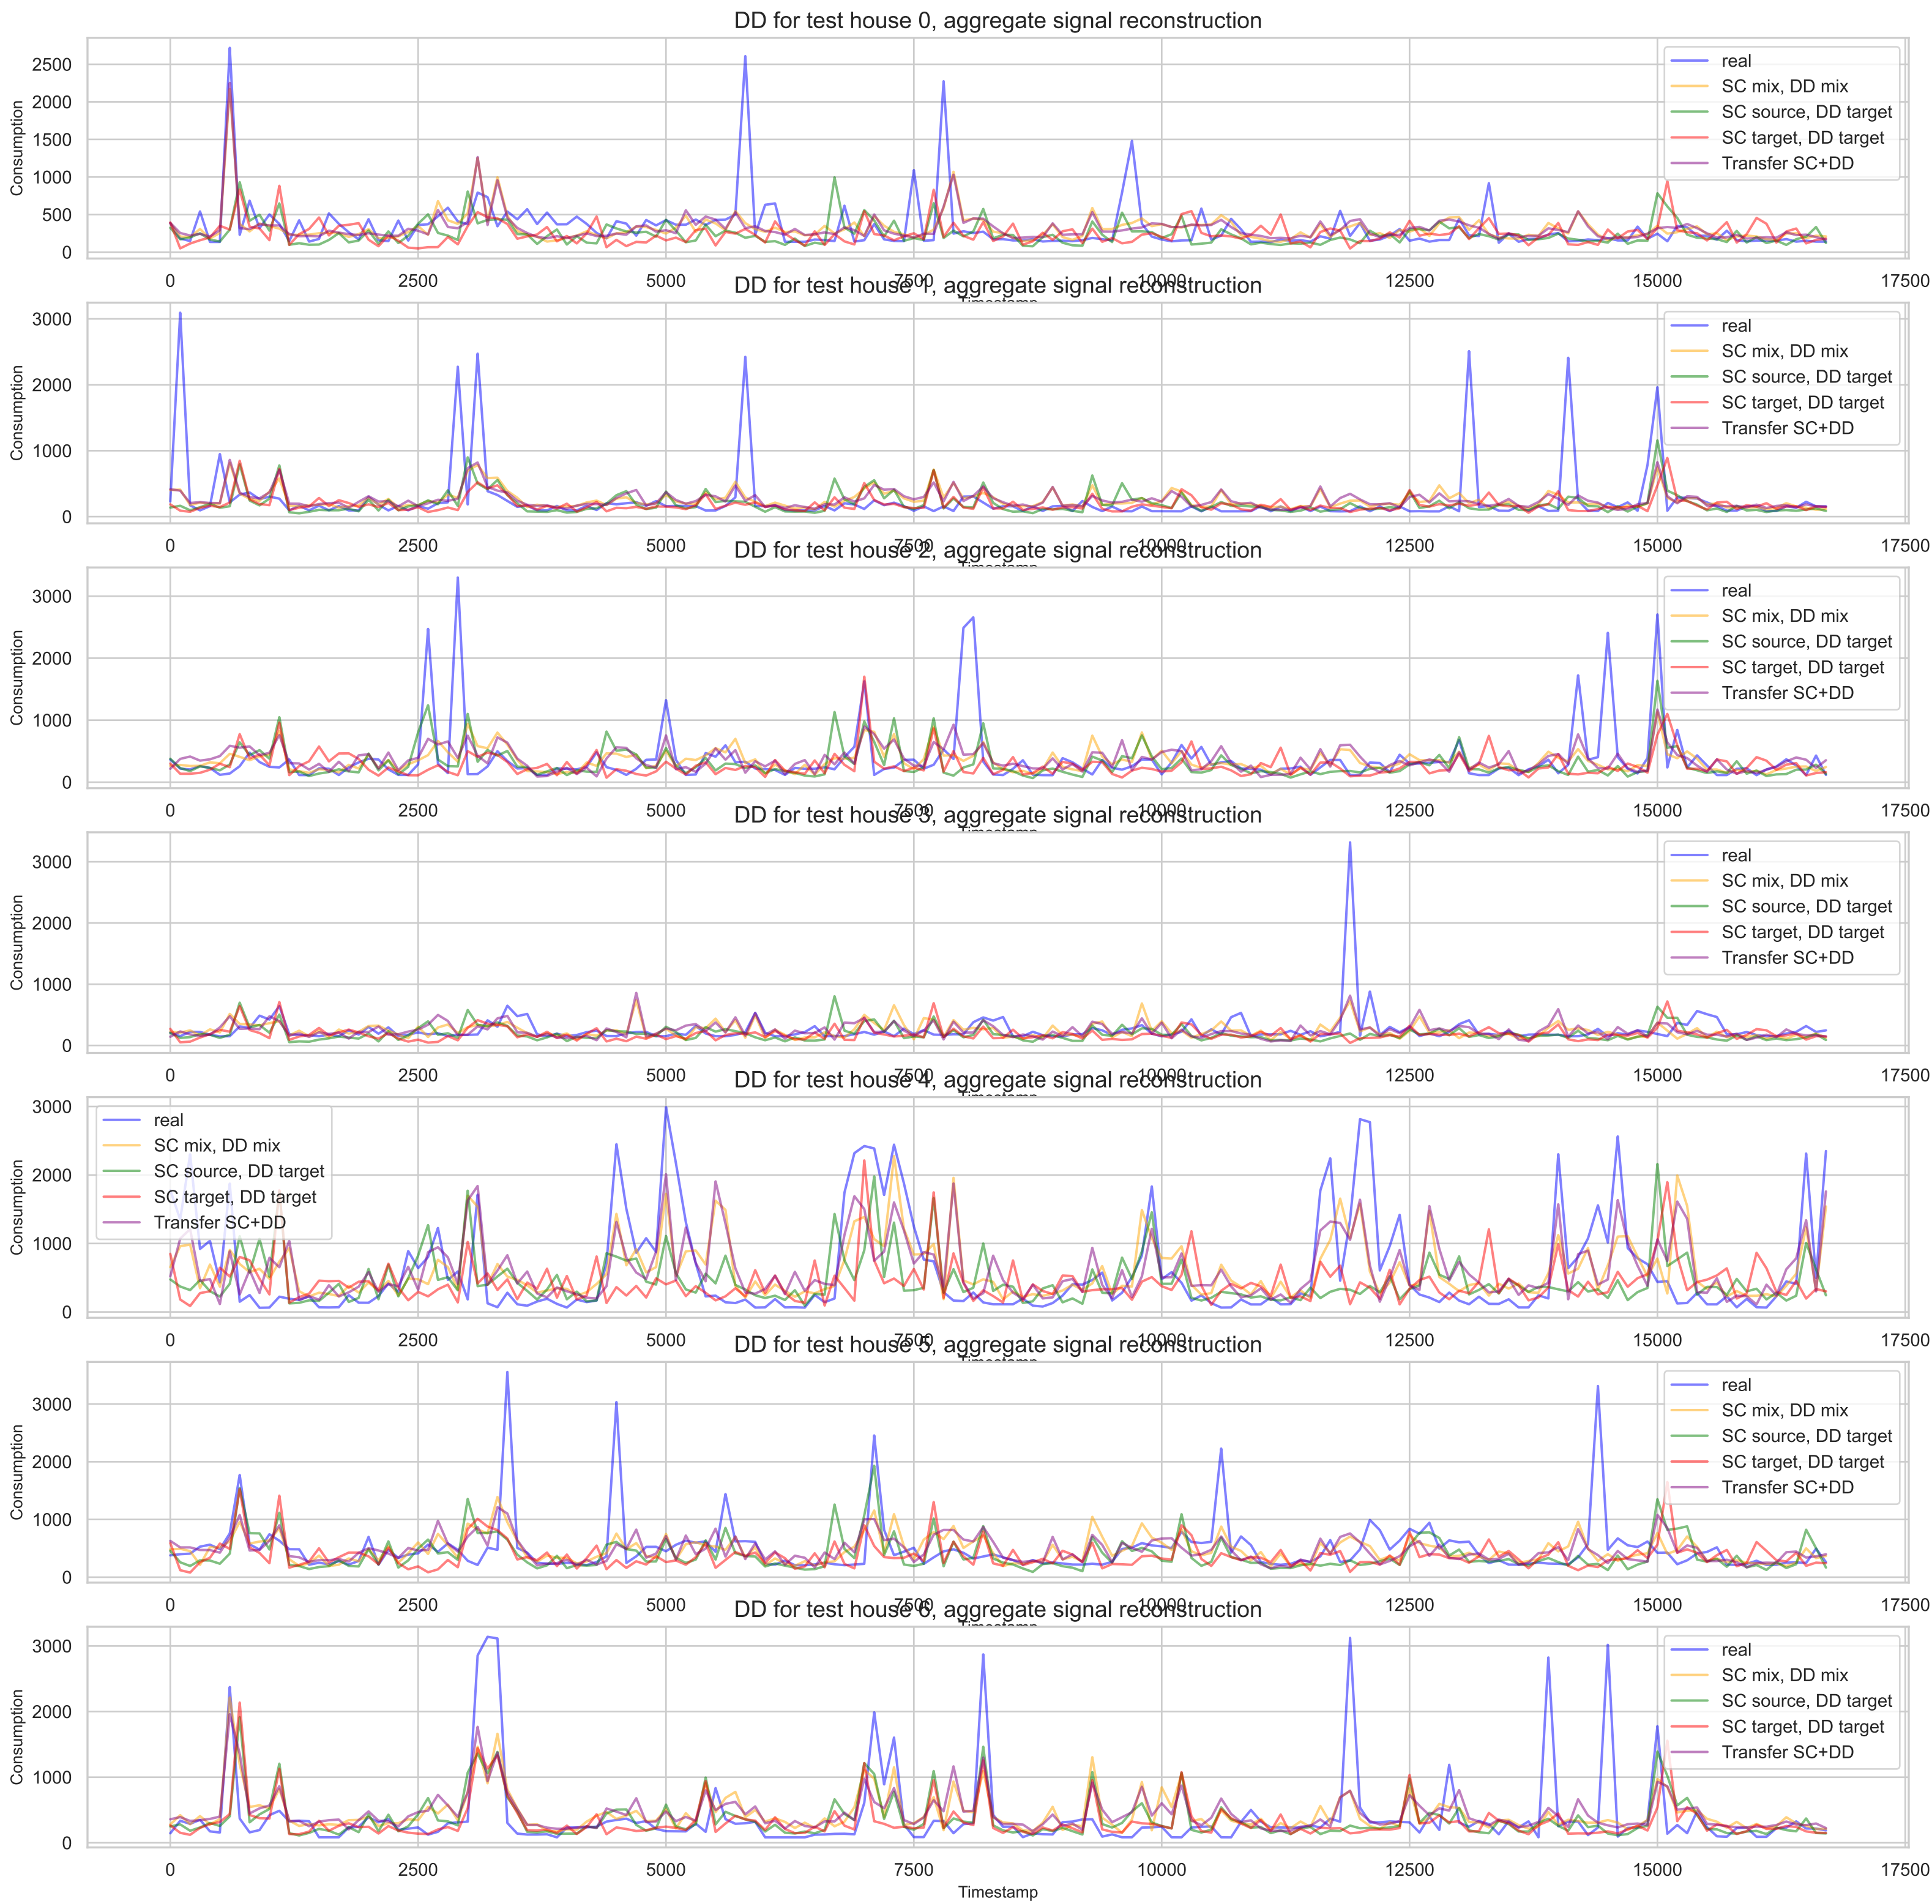 DD for test house 0, aggregate signal reconstruction
Consumption
2500
2000
1500
1000
500
0
real
SC mix, DD mix
SC source, DD target
SC target, DD target
Transfer SC+DD
0 2500 5000 7500 10000 12500 15000 17500
Timestamp
DD for test house 1, aggregate signal reconstruction
Consumption
3000
2000
1000
0
real
SC mix, DD mix
SC source, DD target
SC target, DD target
Transfer SC+DD
0 2500 5000 7500 10000 12500 15000 17500
Timestamp
DD for test house 2, aggregate signal reconstruction
Consumption
3000
2000
1000
0
real
SC mix, DD mix
SC source, DD target
SC target, DD target
Transfer SC+DD
0 2500 5000 7500 10000 12500 15000 17500
Timestamp
DD for test house 3, aggregate signal reconstruction
Consumption
3000
2000
1000
0
real
SC mix, DD mix
SC source, DD target
SC target, DD target
Transfer SC+DD
0 2500 5000 7500 10000 12500 15000 17500
Timestamp
DD for test house 4, aggregate signal reconstruction
Consumption
3000
2000
1000
0
real
SC mix, DD mix
SC source, DD target
SC target, DD target
Transfer SC+DD
0 2500 5000 7500 10000 12500 15000 17500
Timestamp
DD for test house 5, aggregate signal reconstruction
Consumption
3000
2000
1000
0
real
SC mix, DD mix
SC source, DD target
SC target, DD target
Transfer SC+DD
0 2500 5000 7500 10000 12500 15000 17500
Timestamp
DD for test house 6, aggregate signal reconstruction
Consumption
3000
2000
1000
0
real
SC mix, DD mix
SC source, DD target
SC target, DD target
Transfer SC+DD
0 2500 5000 7500 10000 12500 15000 17500
Timestamp